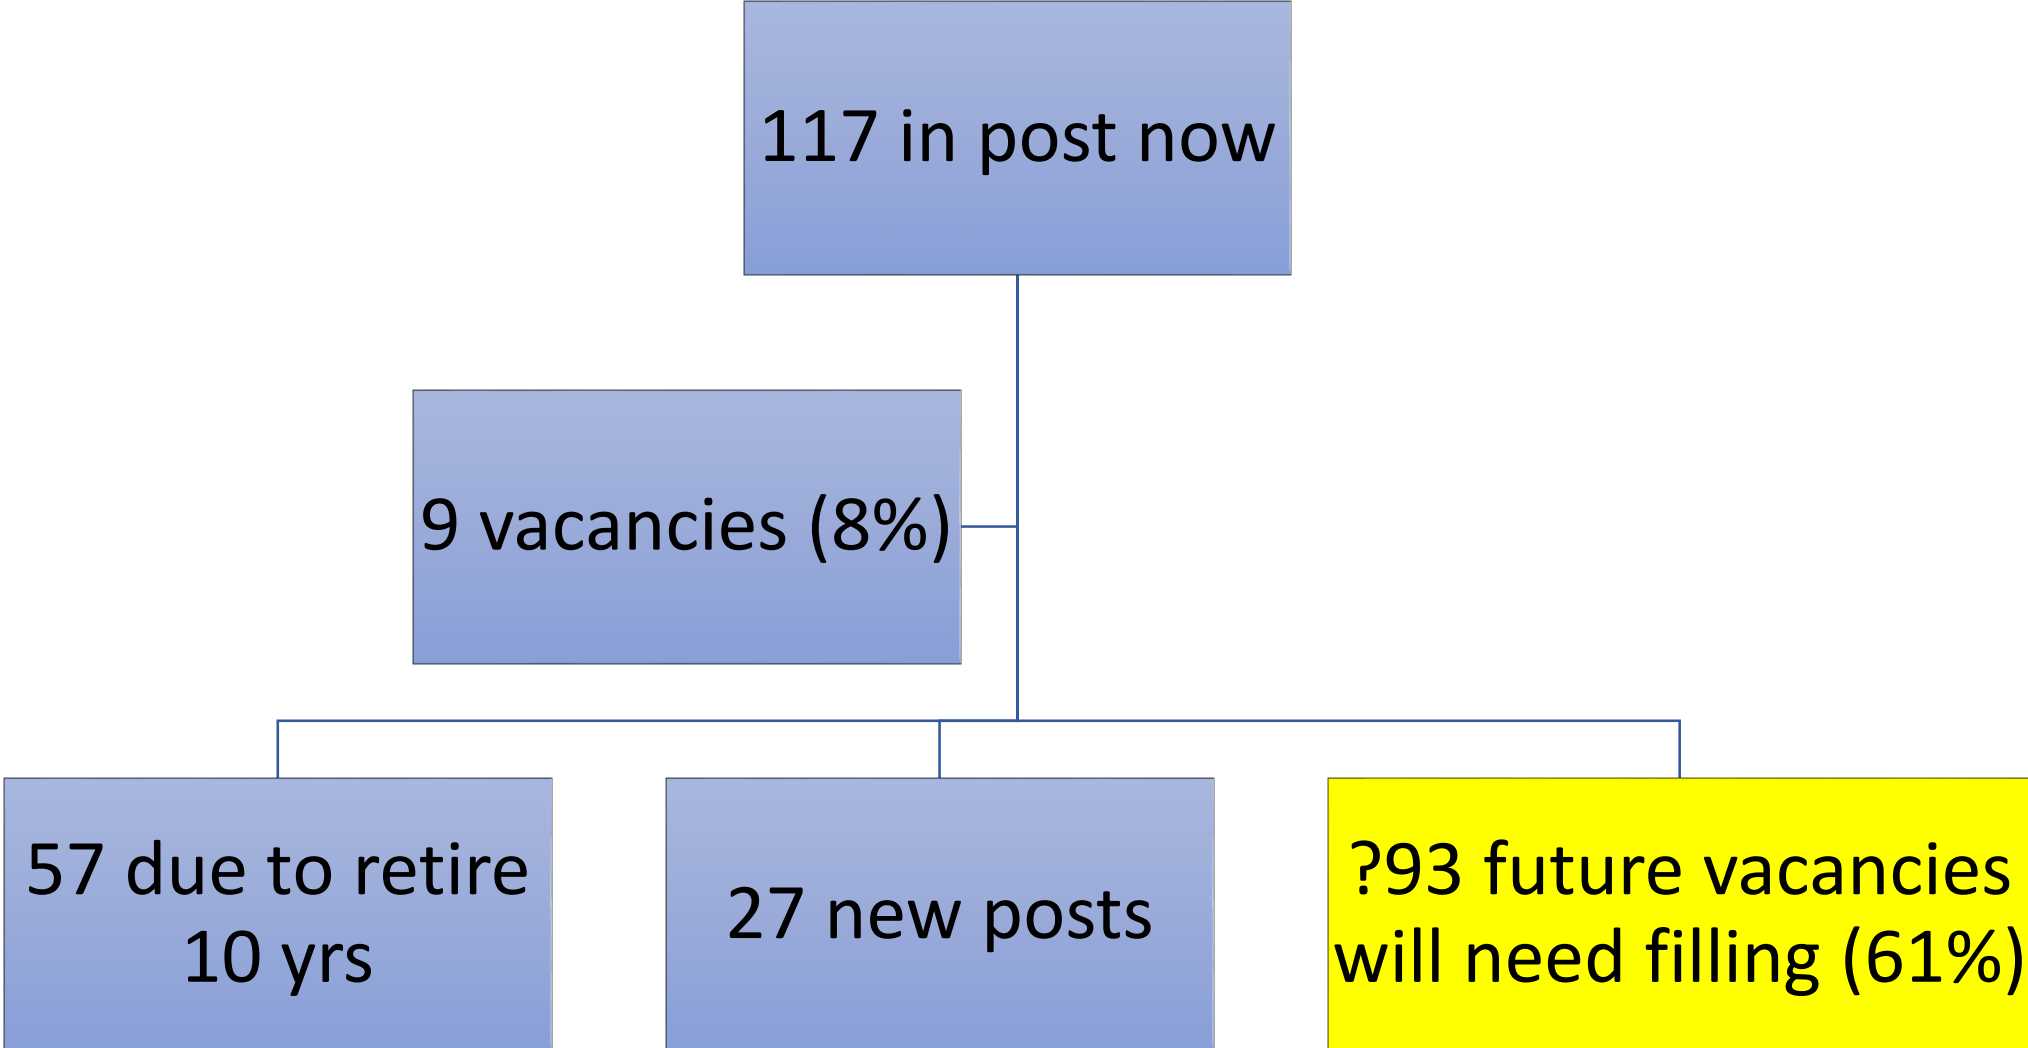 117 in post now
9 vacancies (8%)
57 due to retire
10 yrs
27 new posts
?93 future vacancies
will need filling (61%)